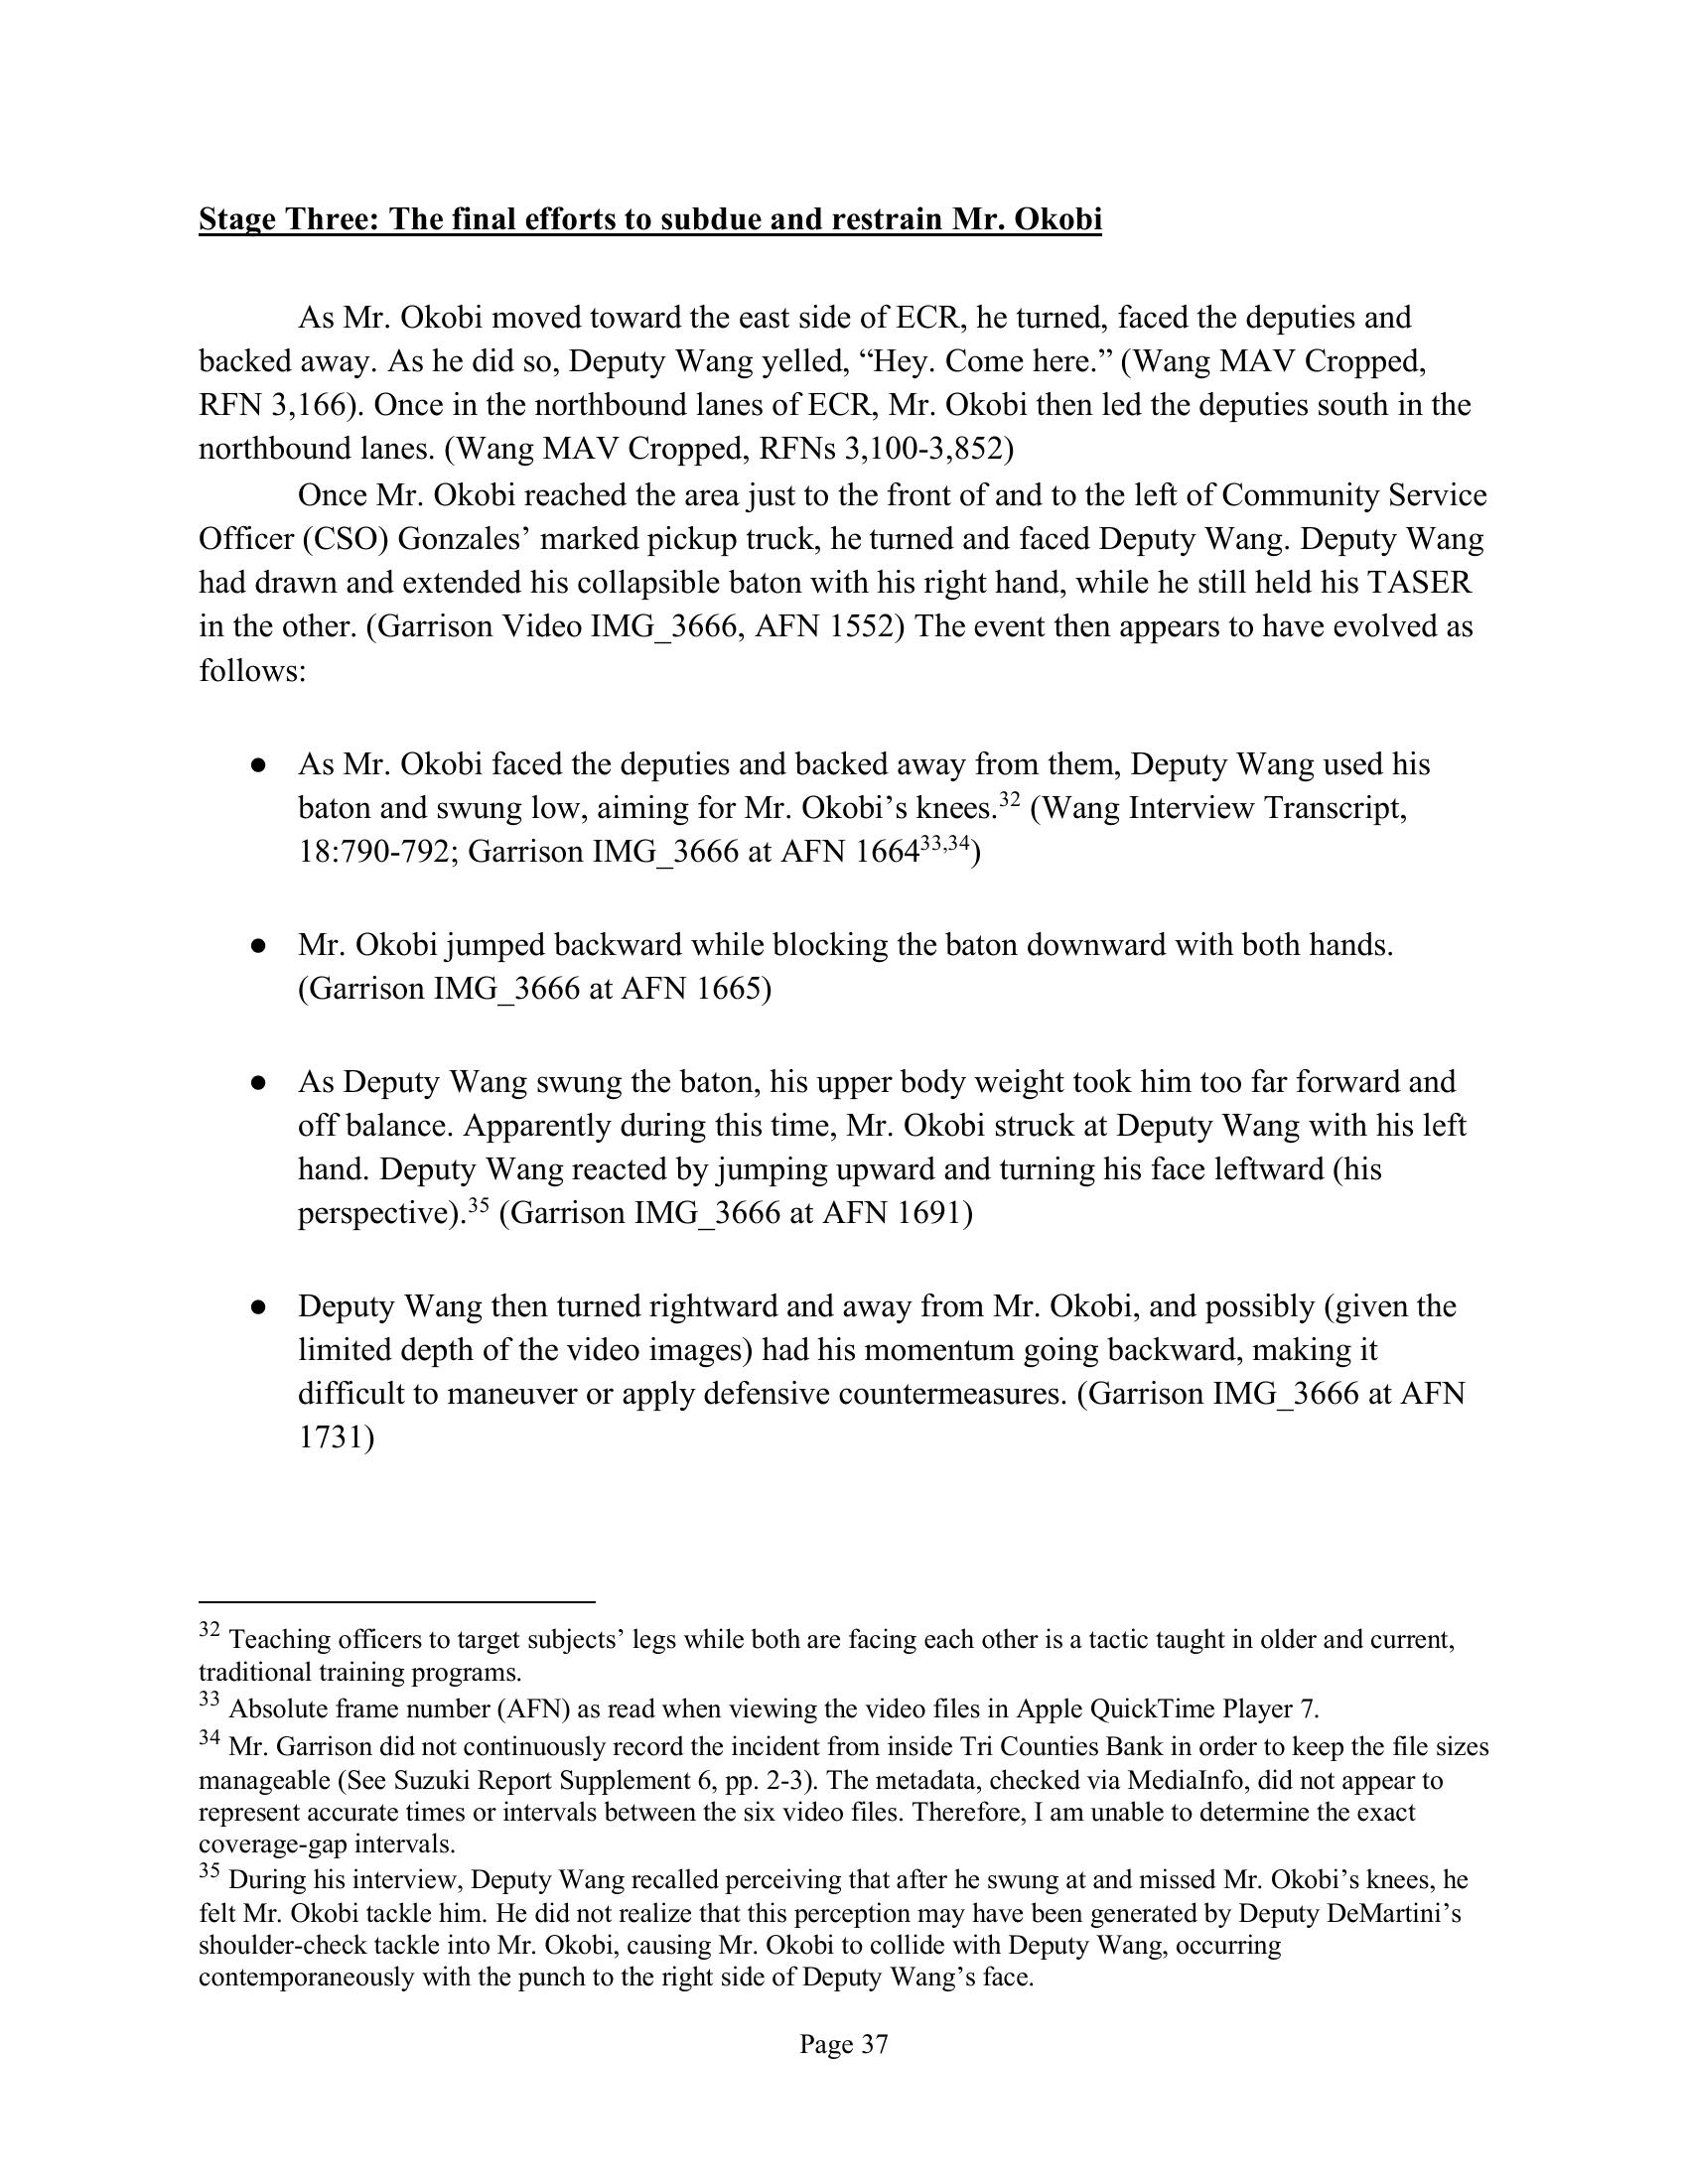 Stage Three: The final efforts to subdue and restrain Mr. Okobi
As Mr. Okobi moved toward the east side of ECR, he turned, faced the deputies and
backed away. As he did so, Deputy Wang yelled, “Hey. Come here.” (Wang MAV Cropped,
RFN 3,166). Once in the northbound lanes of ECR, Mr. Okobi then led the deputies south in the
northbound lanes. (Wang MAV Cropped, RFNs 3,100-3,852)
Once Mr. Okobi reached the area just to the front of and to the left of Community Service
Officer (CSO) Gonzales’ marked pickup truck, he turned and faced Deputy Wang. Deputy Wang
had drawn and extended his collapsible baton with his right hand, while he still held his TASER
in the other. (Garrison Video IMG_3666, AFN 1552) The event then appears to have evolved as
follows:
● As Mr. Okobi faced the deputies and backed away from them, Deputy Wang used his
baton and swung low, aiming for Mr. Okobi’s knees.32 (Wang Interview Transcript,
18:790-792; Garrison IMG_3666 at AFN 166433,34)
● Mr. Okobi jumped backward while blocking the baton downward with both hands.
(Garrison IMG_3666 at AFN 1665)
● As Deputy Wang swung the baton, his upper body weight took him too far forward and
off balance. Apparently during this time, Mr. Okobi struck at Deputy Wang with his left
hand. Deputy Wang reacted by jumping upward and turning his face leftward (his
perspective).35 (Garrison IMG_3666 at AFN 1691)
● Deputy Wang then turned rightward and away from Mr. Okobi, and possibly (given the
limited depth of the video images) had his momentum going backward, making it
difficult to maneuver or apply defensive countermeasures. (Garrison IMG_3666 at AFN
1731)
32 Teaching officers to target subjects’ legs while both are facing each other is a tactic taught in older and current,
traditional training programs.
33 Absolute frame number (AFN) as read when viewing the video files in Apple QuickTime Player 7.
34 Mr. Garrison did not continuously record the incident from inside Tri Counties Bank in order to keep the file sizes
manageable (See Suzuki Report Supplement 6, pp. 2-3). The metadata, checked via MediaInfo, did not appear to
represent accurate times or intervals between the six video files. Therefore, I am unable to determine the exact
coverage-gap intervals.
35 During his interview, Deputy Wang recalled perceiving that after he swung at and missed Mr. Okobi’s knees, he
felt Mr. Okobi tackle him. He did not realize that this perception may have been generated by Deputy DeMartini’s
shoulder-check tackle into Mr. Okobi, causing Mr. Okobi to collide with Deputy Wang, occurring
contemporaneously with the punch to the right side of Deputy Wang’s face.
Page 37